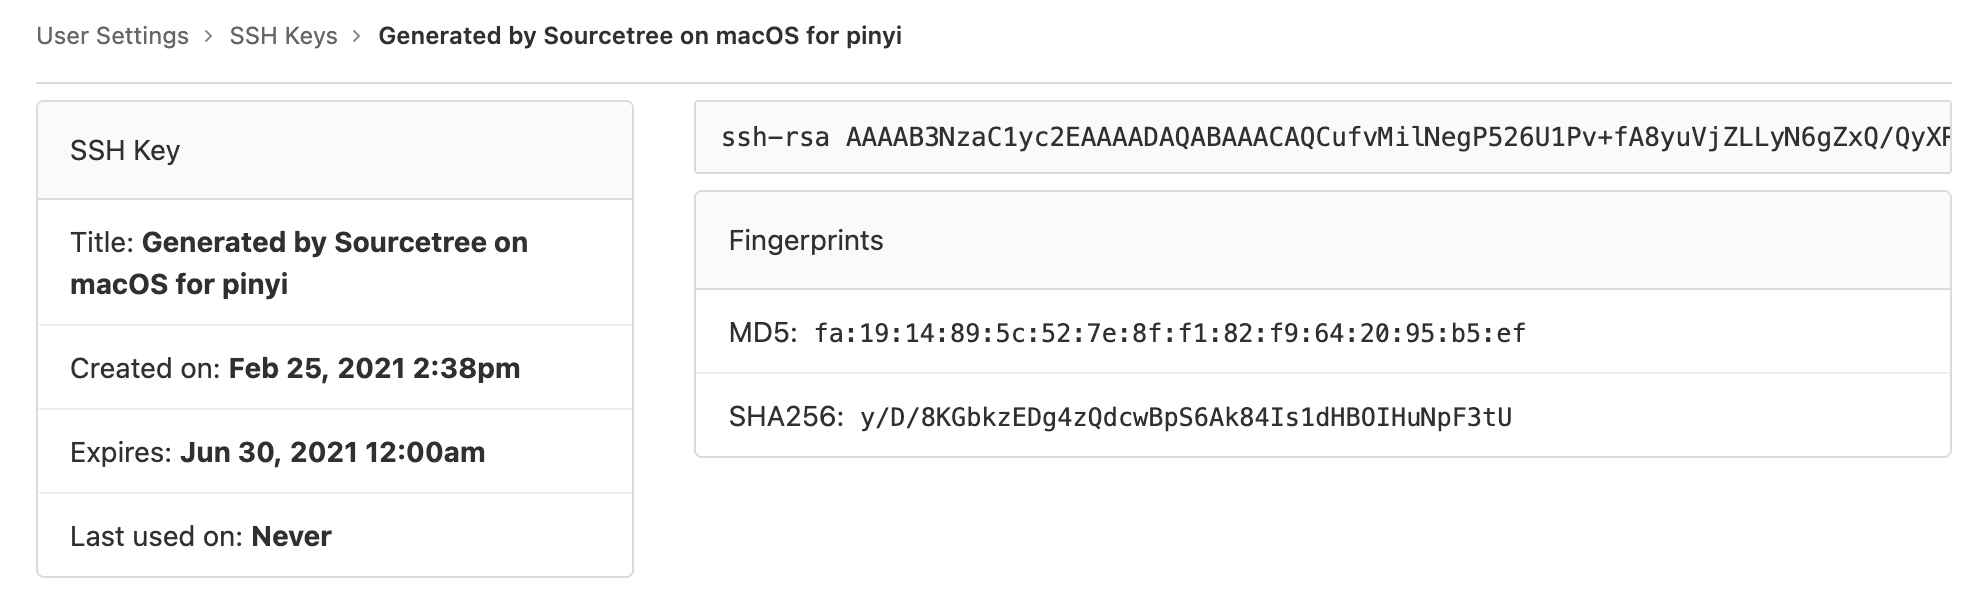 User Settings > SSH Keys > Generated by Sourcetree on macOS for pinyi
SSH Key
Title: Generated by Sourcetree on
macOS for pinyi
Created on: Feb 25, 2021 2:38pm
Expires: Jun 30, 2021 12:00am
Last used on: Never
ssh-rsa AAAAB3NzaC1yc2EAAAADAQABAAACAQCufvMilNegP526U1Pv+fA8yuVjZLLyN6gZxQ/QyXF
Fingerprints
MD5: fa:19:14:89:5c:52:7e:8f:f1:82:f9:64:20:95:b5:ef
SHA256: y/D/8KGbkzEDg4zQdcwBpS6Ak84Is1dHBOIHuNpF3tU